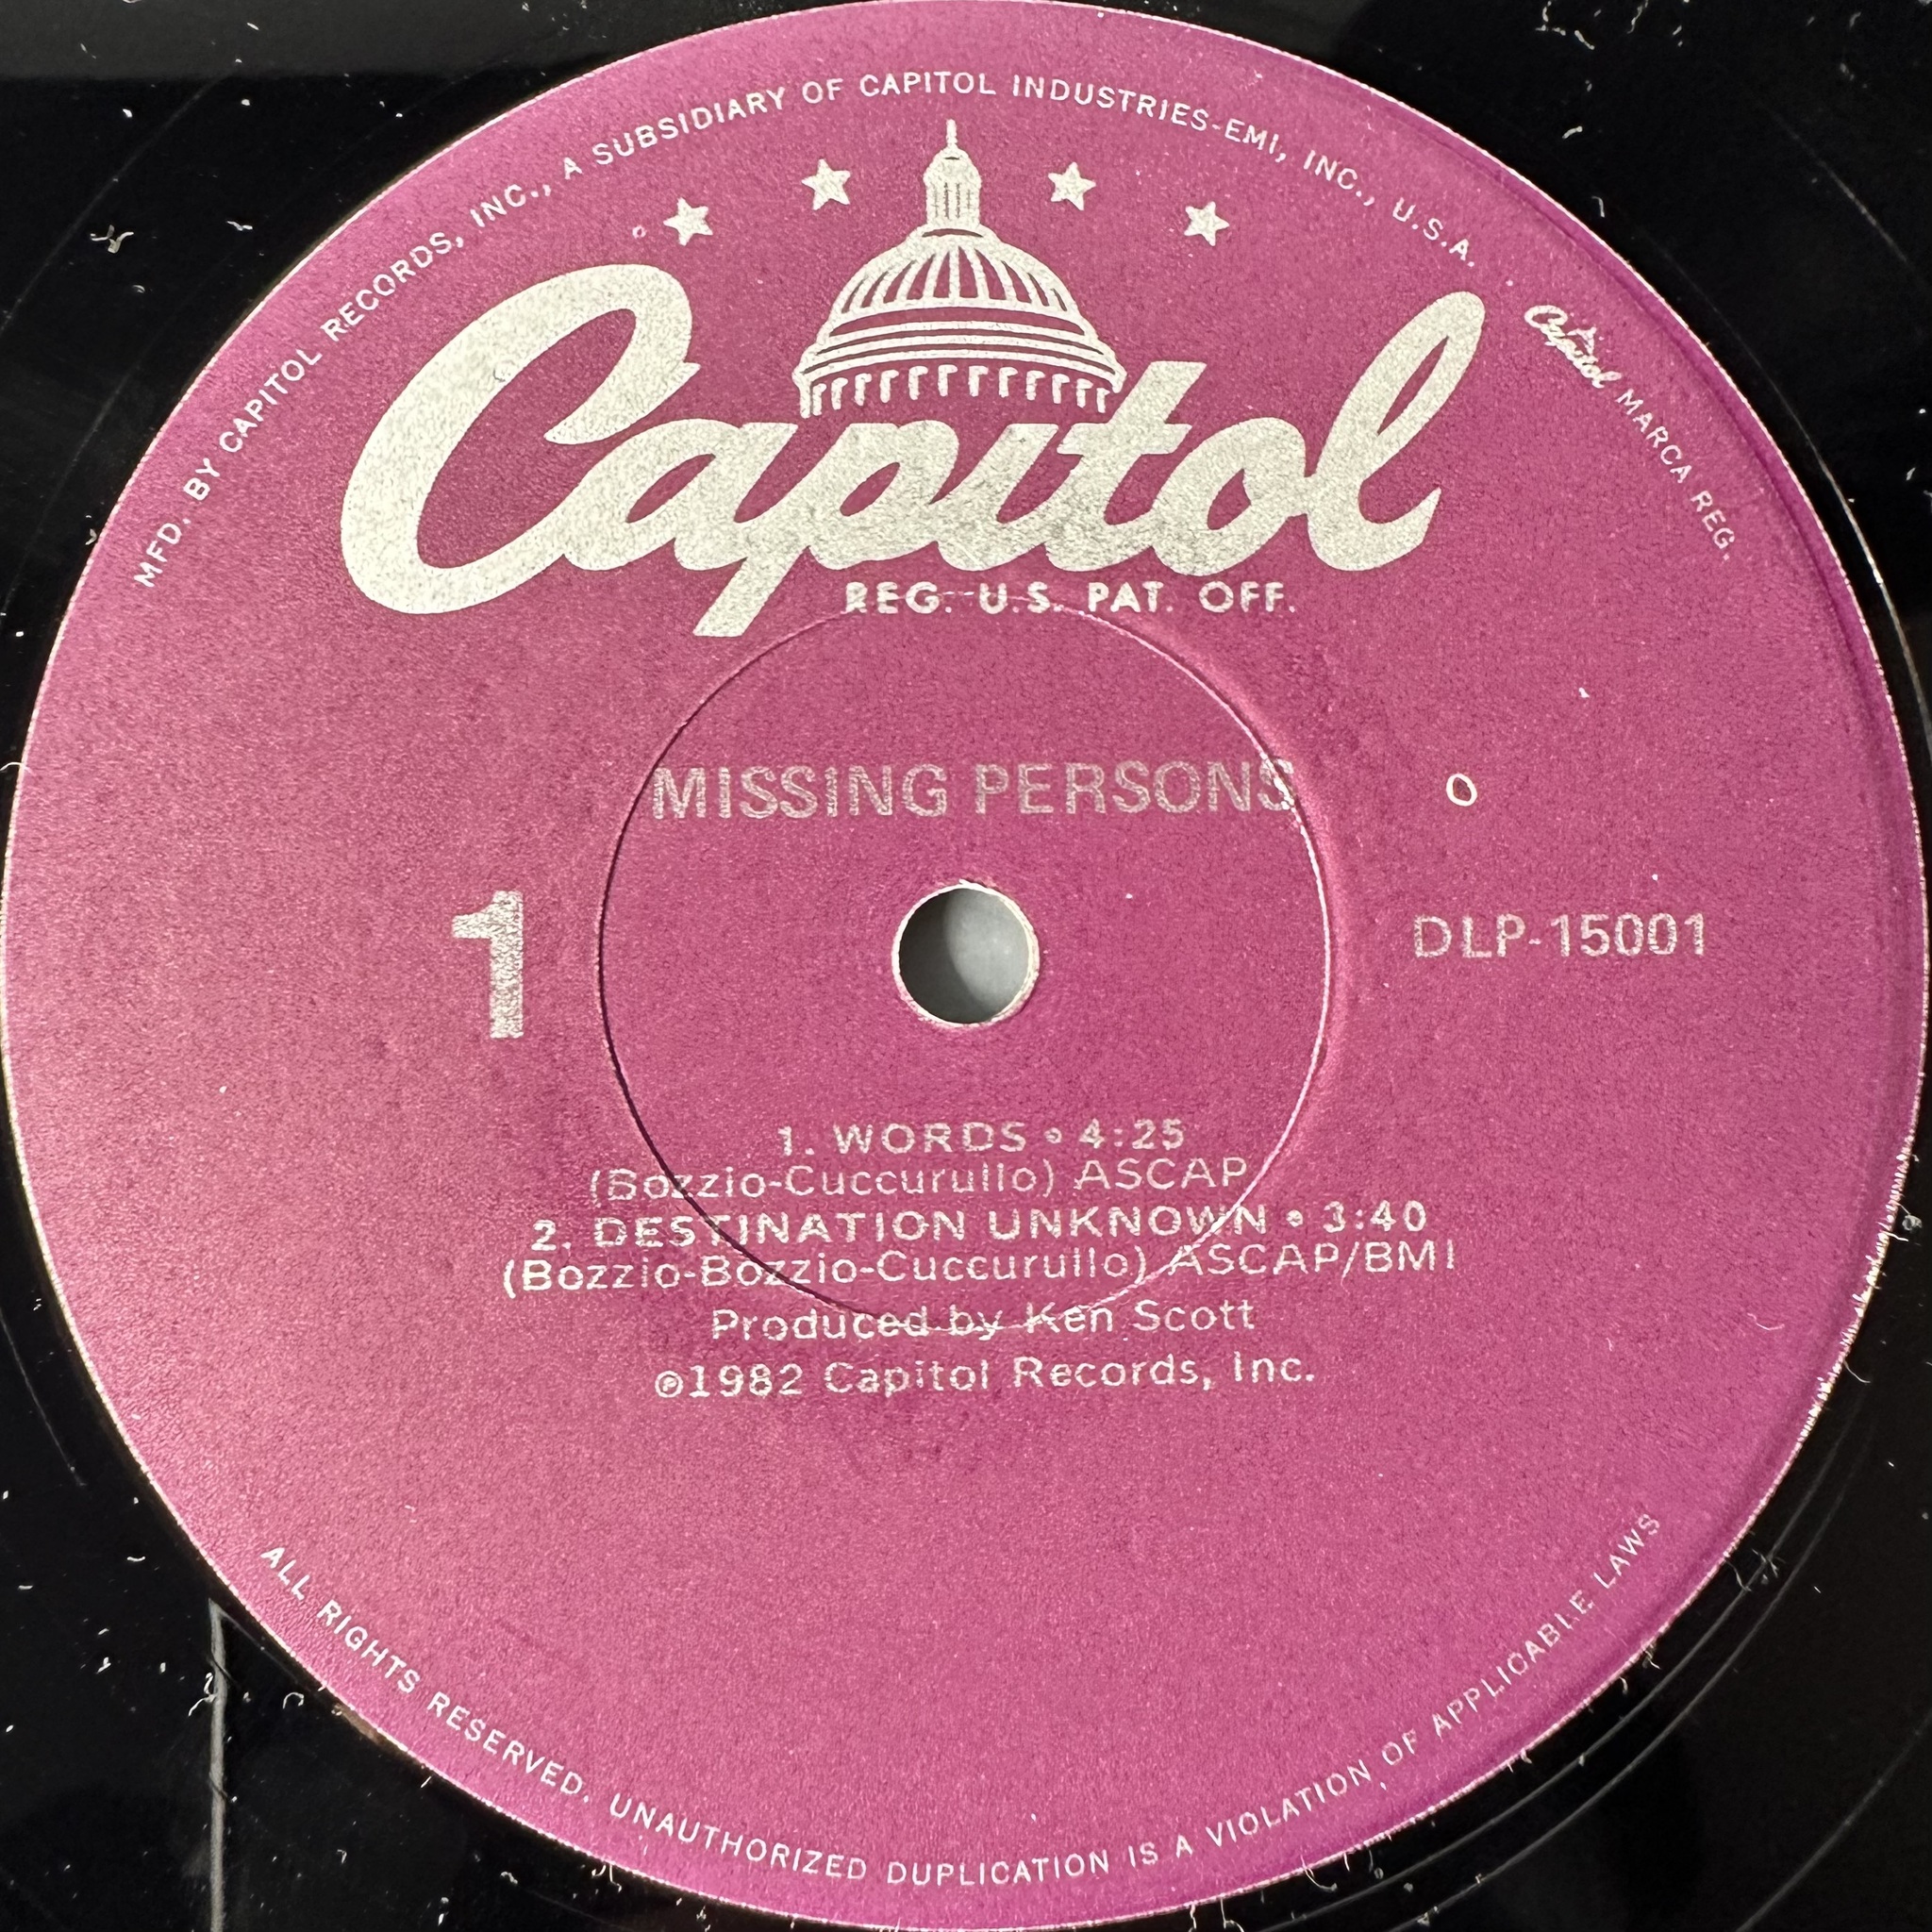 MFD. BY CAPITOL RECORDS, INC., A SUBSIDIARY OF CAPITOL INDUSTRIES-EMI, INC., U.S.A.
Capitol MARCA REG.
Capitol
REG. U.S. PAT. OFF.
MISSING PERSONS
1
DLP-15001
1. WORDS • 4:25
(Bozzio-Cuccurullo) ASCAP
2. DESTINATION UNKNOWN • 3:40
(Bozzio-Bozzio-Cuccurullo) ASCAP/BMI
Produced by Ken Scott
℗1982 Capitol Records, Inc.
ALL RIGHTS RESERVED. UNAUTHORIZED DUPLICATION IS A VIOLATION OF APPLICABLE LAWS